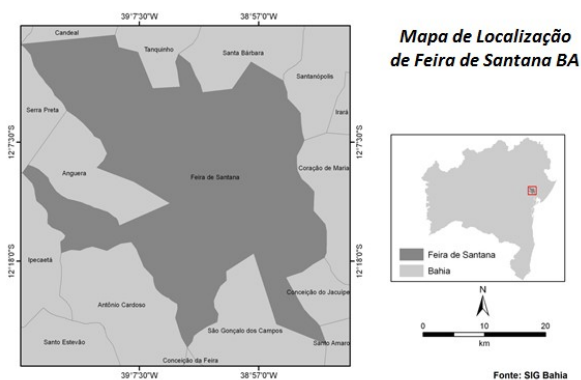 39°7'30"W
38°57'0"W
Mapa de Localização
de Feira de Santana BA
Candeal
Tanquinho
Santa Bárbara
Santanópolis
Serra Preta
Irará
12°7'30"S
12°7'30"S
Coração de Maria
Anguera
Feira de Santana
Ipecaetá
12°18'0"S
12°18'0"S
Feira de Santana
Bahia
Conceição do Jacuípe
Antônio Cardoso
São Gonçalo dos Campos
Santo Estevão
Santo Amaro
Conceição da Feira
N
0 10 20
km
39°7'30"W
38°57'0"W
Fonte: SIG Bahia